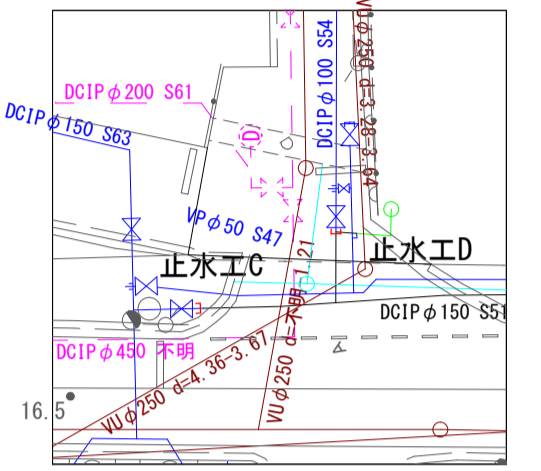 DCIPφ200 S61
DCIPφ150 S63
DCIPφ100 S54
VUφ250 d=3.28-3.64
(D)
VPφ50 S47
止水工C
止水工D
DCIPφ150 S51
DCIPφ450 不明
VUφ250 d=4.36-3.67
VUφ250 d=不明-1.21
16.5